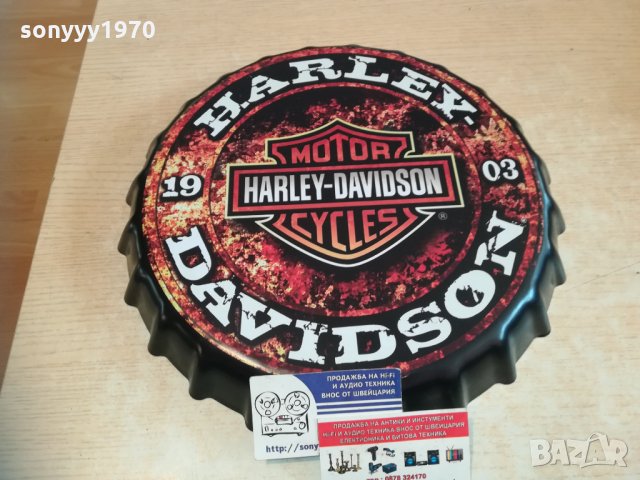 sonyyy1970
HARLEY-
MOTOR
HARLEY-DAVIDSON
CYCLES
®
19 03
DAVIDSON
ПРОДАЖБА НА Hi-Fi
И АУДИО ТЕХНИКА
ВНОС ОТ ШВЕЙЦАРИЯ
http://sony
ПРОДАЖБА НА АНТИКИ И ИНСТУМЕНТИ
Hi-Fi И АУДИО ТЕХНИКА-ВНОС ОТ ШВЕЙЦАРИЯ
ЕЛЕКТРОНИКА И БИТОВА ТЕХНИКА
0878 324170
BAZAR